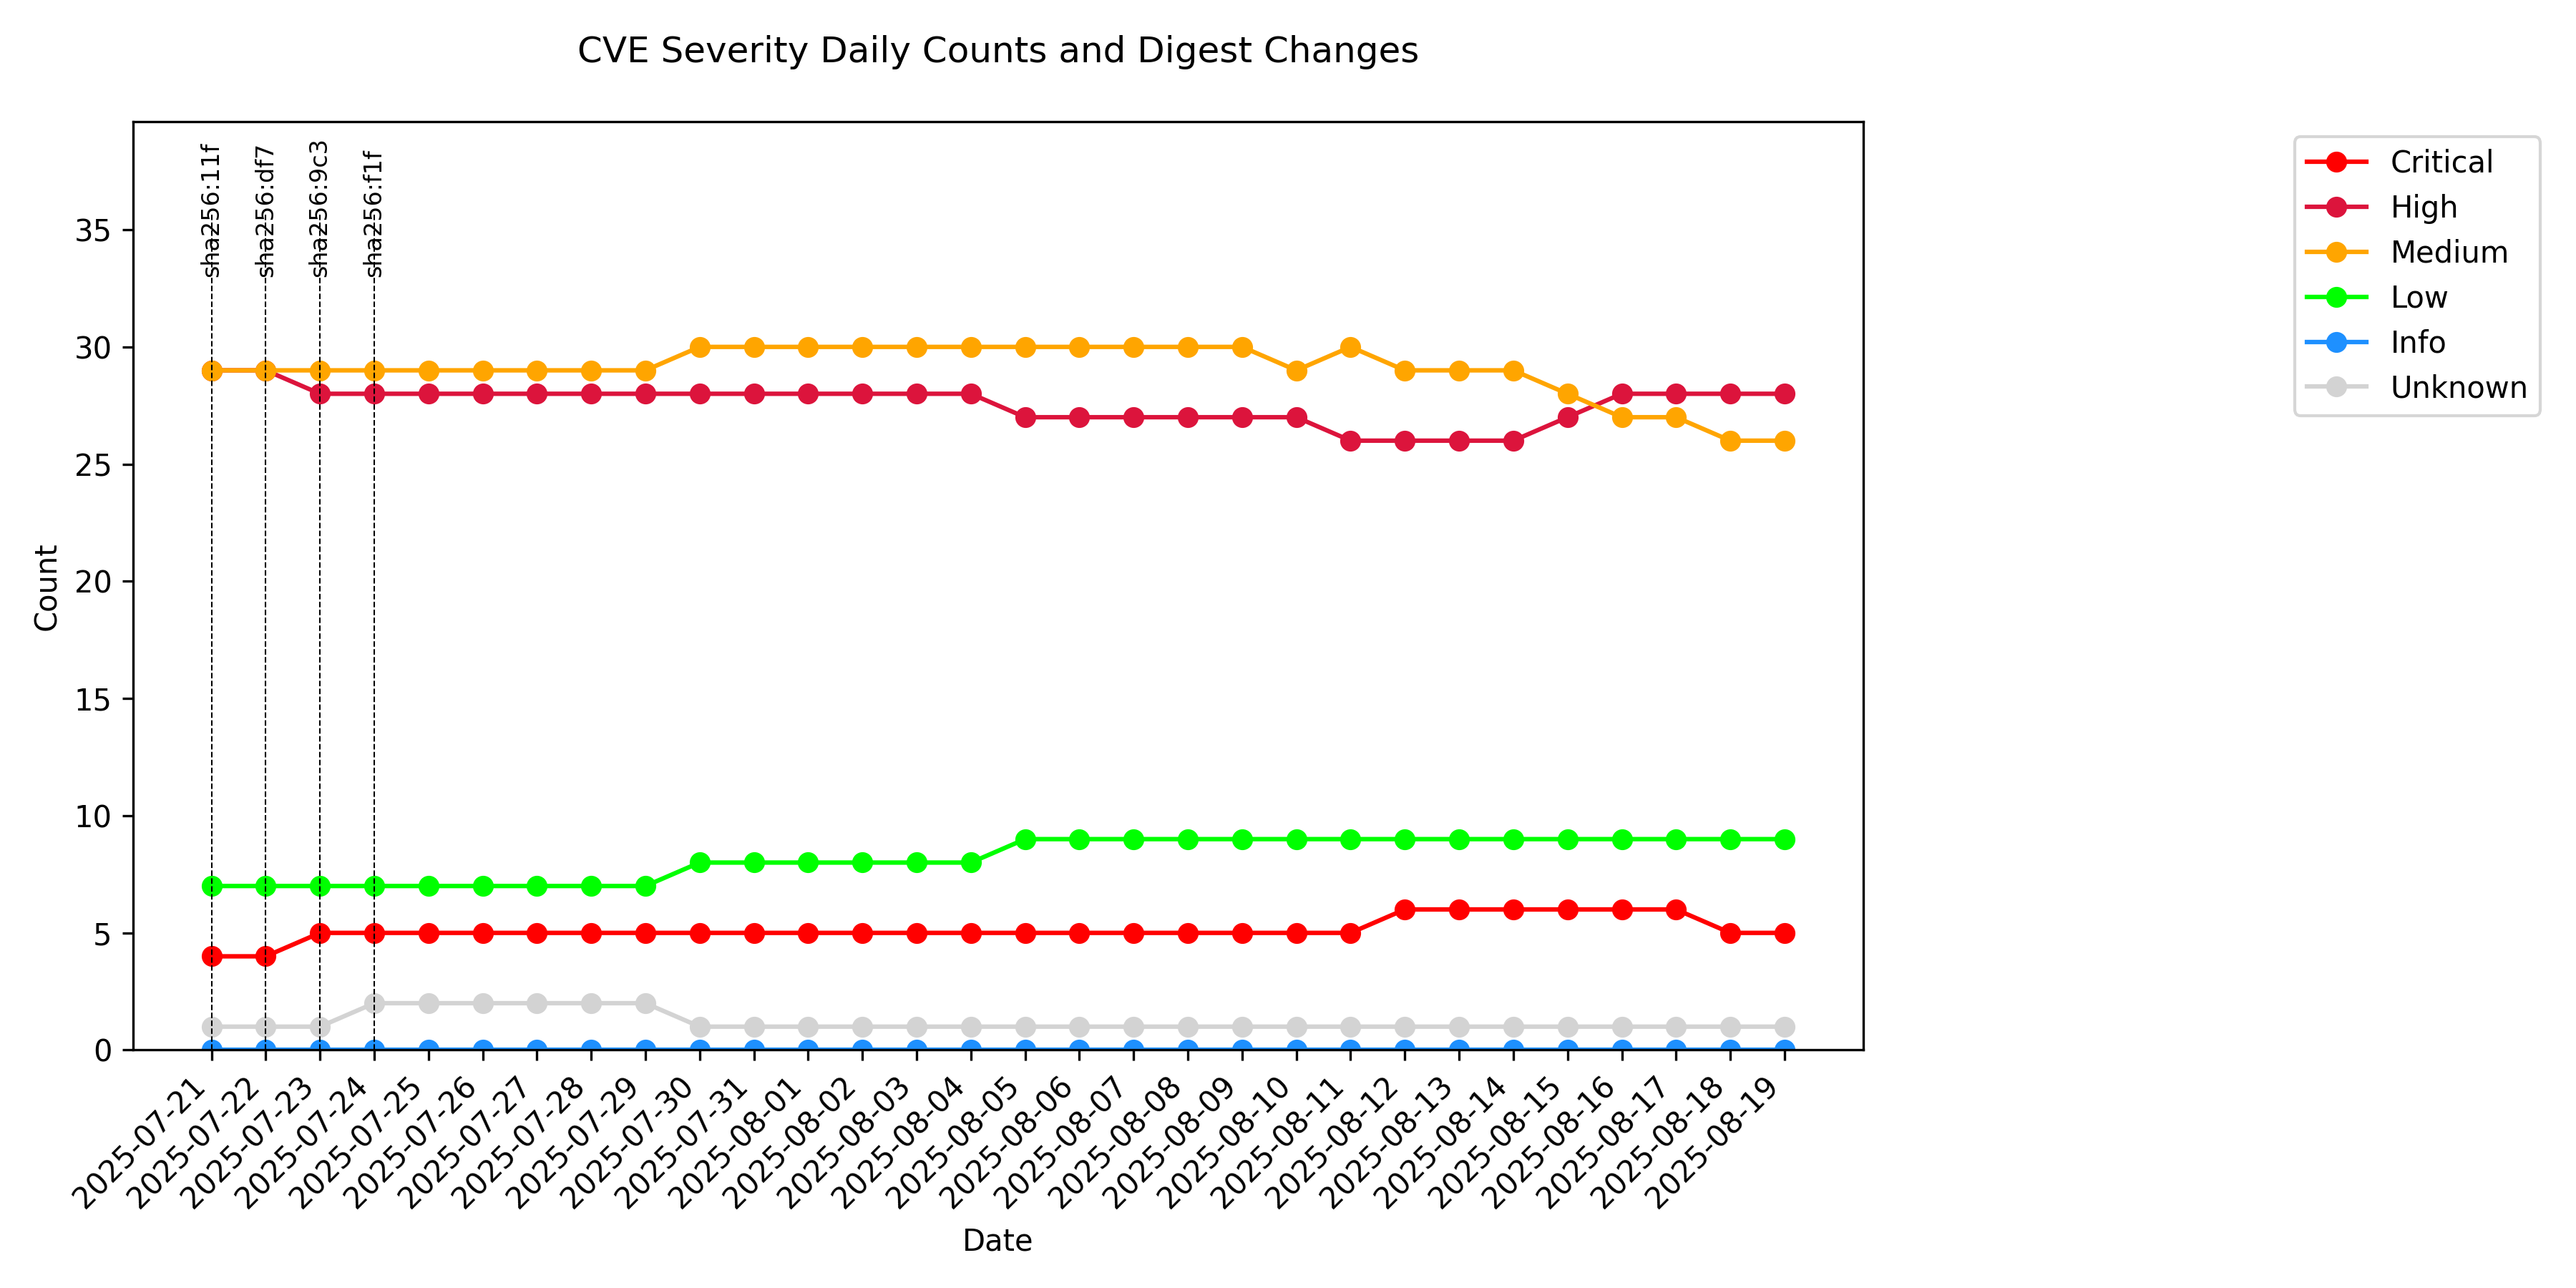 CVE Severity Daily Counts and Digest Changes
sha256:11f
sha256:df7
sha256:9c3
sha256:f1f
Critical
High
Medium
Low
Info
Unknown
Count
35
30
25
20
15
10
5
0
2025-07-21
2025-07-22
2025-07-23
2025-07-24
2025-07-25
2025-07-26
2025-07-27
2025-07-28
2025-07-29
2025-07-30
2025-07-31
2025-08-01
2025-08-02
2025-08-03
2025-08-04
2025-08-05
2025-08-06
2025-08-07
2025-08-08
2025-08-09
2025-08-10
2025-08-11
2025-08-12
2025-08-13
2025-08-14
2025-08-15
2025-08-16
2025-08-17
2025-08-18
2025-08-19
Date